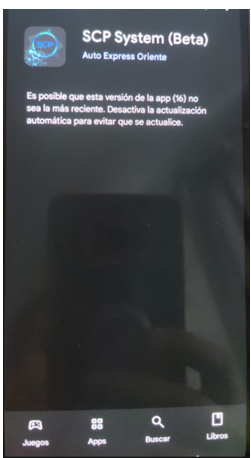 SCP
SCP System (Beta)
Auto Express Oriente
Es posible que esta versión de la app (16) no
sea la más reciente. Desactiva la actualización
automática para evitar que se actualice.
Juegos
Apps
Buscar
Libros